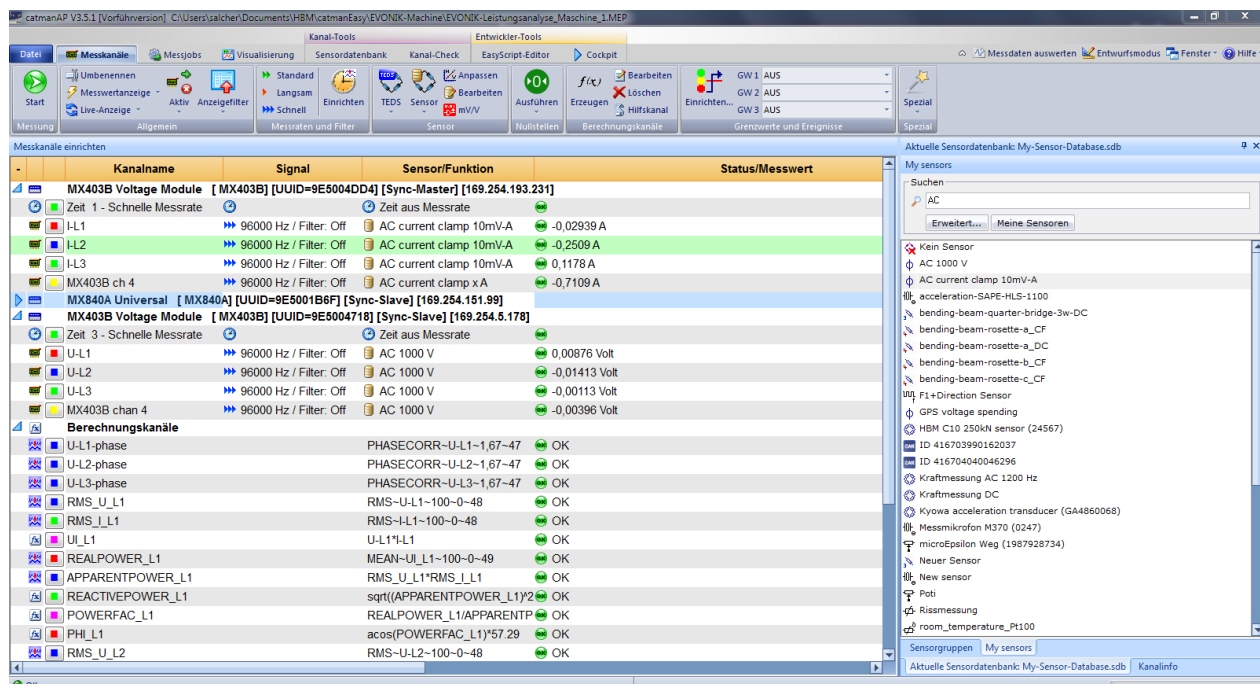 catmanAP V3.5.1 [Vorführversion] C:\Users\salcher\Documents\HBM\catmanEasy\EVONIK-Machine\EVONIK-Leistungsanalyse_Maschine_1.MEP
Kanal-Tools Entwickler-Tools
Datei Messkanäle Messjobs Visualisierung Sensordatenbank Kanal-Check EasyScript-Editor Cockpit Messdaten auswerten Entwurfsmodus Fenster Hilfe
Start
Umbenennen
Messwertanzeige
Live-Anzeige
Aktiv
Anzeigefilter
Standard
Langsam
Schnell
Einrichten
TEDS
TEDS
Sensor
Anpassen
Bearbeiten
mV/V
>0<
Ausführen
f(x)
Erzeugen
Bearbeiten
Löschen
Hilfskanal
Einrichten...
GW 1 AUS
GW 2 AUS
GW 3 AUS
Spezial
Messung Allgemein Messraten und Filter Sensor Nullstellen Berechnungskanäle Grenzwerte und Ereignisse Spezial
Messkanäle einrichten
- Kanalname Signal Sensor/Funktion Status/Messwert
MX403B Voltage Module [ MX403B] [UUID=9E5004DD4] [Sync-Master] [169.254.193.231]
Zeit 1 - Schnelle Messrate Zeit aus Messrate
I-L1 96000 Hz / Filter: Off AC current clamp 10mV-A -0,02939 A
I-L2 96000 Hz / Filter: Off AC current clamp 10mV-A -0,2509 A
I-L3 96000 Hz / Filter: Off AC current clamp 10mV-A 0,1178 A
MX403B ch 4 96000 Hz / Filter: Off AC current clamp x A -0,7109 A
MX840A Universal [ MX840A] [UUID=9E5001B6F] [Sync-Slave] [169.254.151.99]
MX403B Voltage Module [ MX403B] [UUID=9E5004718] [Sync-Slave] [169.254.5.178]
Zeit 3 - Schnelle Messrate Zeit aus Messrate
U-L1 96000 Hz / Filter: Off AC 1000 V 0,00876 Volt
U-L2 96000 Hz / Filter: Off AC 1000 V -0,01413 Volt
U-L3 96000 Hz / Filter: Off AC 1000 V -0,00113 Volt
MX403B chan 4 96000 Hz / Filter: Off AC 1000 V -0,00396 Volt
Berechnungskanäle
U-L1-phase PHASECORR~U-L1~1,67~47 OK
U-L2-phase PHASECORR~U-L2~1,67~47 OK
U-L3-phase PHASECORR~U-L3~1,67~47 OK
RMS_U_L1 RMS~U-L1~100~0~48 OK
RMS_I_L1 RMS~I-L1~100~0~48 OK
UI_L1 U-L1*I-L1 OK
REALPOWER_L1 MEAN~UI_L1~100~0~49 OK
APPARENTPOWER_L1 RMS_U_L1*RMS_I_L1 OK
REACTIVEPOWER_L1 sqrt((APPARENTPOWER_L1)^2 OK
POWERFAC_L1 REALPOWER_L1/APPARENTP OK
PHI_L1 acos(POWERFAC_L1)*57.29 OK
RMS_U_L2 RMS~U-L2~100~0~48 OK
Aktuelle Sensordatenbank: My-Sensor-Database.sdb
My sensors
Suchen
AC
Erweitert... Meine Sensoren
Kein Sensor
AC 1000 V
AC current clamp 10mV-A
acceleration-SAPE-HLS-1100
bending-beam-quarter-bridge-3w-DC
bending-beam-rosette-a_CF
bending-beam-rosette-a_DC
bending-beam-rosette-b_CF
bending-beam-rosette-c_CF
F1+Direction Sensor
GPS voltage spending
HBM C10 250kN sensor (24567)
ID 416703990162037
ID 416704040046296
Kraftmessung AC 1200 Hz
Kraftmessung DC
Kyowa acceleration transducer (GA4860068)
Messmikrofon M370 (0247)
microEpsilon Weg (1987928734)
Neuer Sensor
New sensor
Poti
Rissmessung
room_temperature_Pt100
Sensorgruppen My sensors
Aktuelle Sensordatenbank: My-Sensor-Database.sdb Kanalinfo